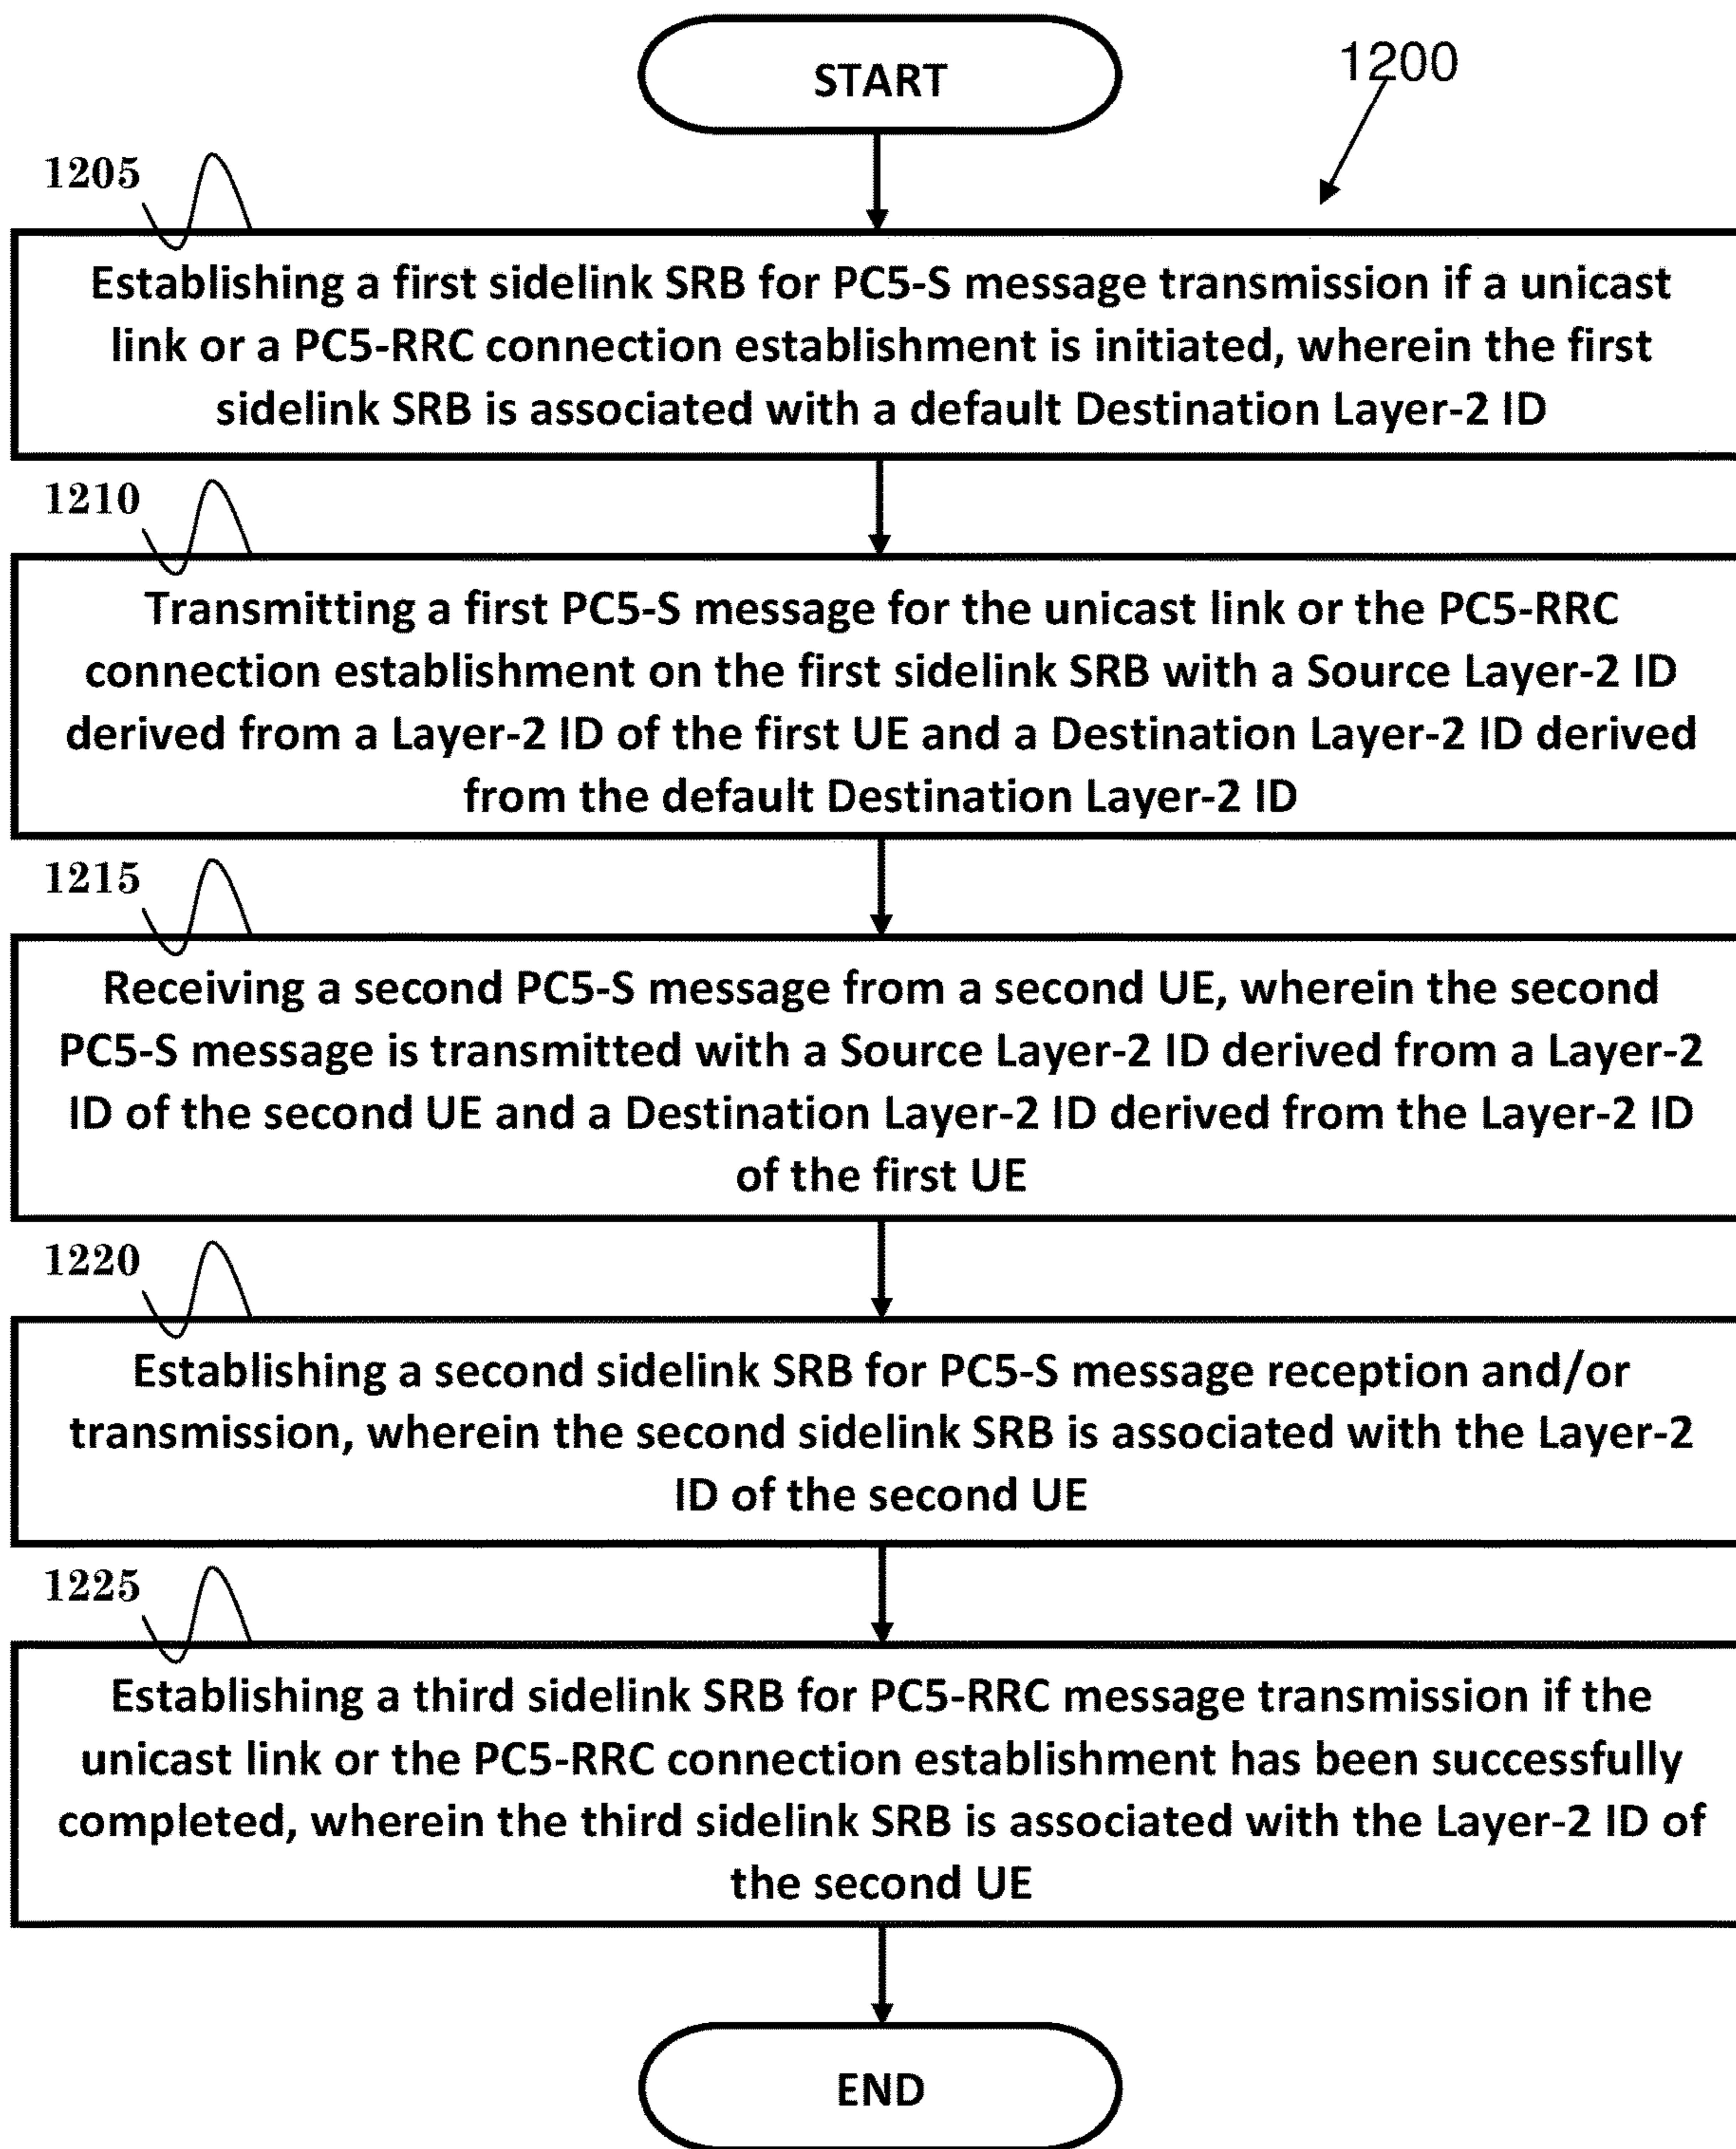 START
1200
1205
Establishing a first sidelink SRB for PC5-S message transmission if a unicast
link or a PC5-RRC connection establishment is initiated, wherein the first
sidelink SRB is associated with a default Destination Layer-2 ID
1210
Transmitting a first PC5-S message for the unicast link or the PC5-RRC
connection establishment on the first sidelink SRB with a Source Layer-2 ID
derived from a Layer-2 ID of the first UE and a Destination Layer-2 ID derived
from the default Destination Layer-2 ID
1215
Receiving a second PC5-S message from a second UE, wherein the second
PC5-S message is transmitted with a Source Layer-2 ID derived from a Layer-2
ID of the second UE and a Destination Layer-2 ID derived from the Layer-2 ID
of the first UE
1220
Establishing a second sidelink SRB for PC5-S message reception and/or
transmission, wherein the second sidelink SRB is associated with the Layer-2
ID of the second UE
1225
Establishing a third sidelink SRB for PC5-RRC message transmission if the
unicast link or the PC5-RRC connection establishment has been successfully
completed, wherein the third sidelink SRB is associated with the Layer-2 ID of
the second UE
END